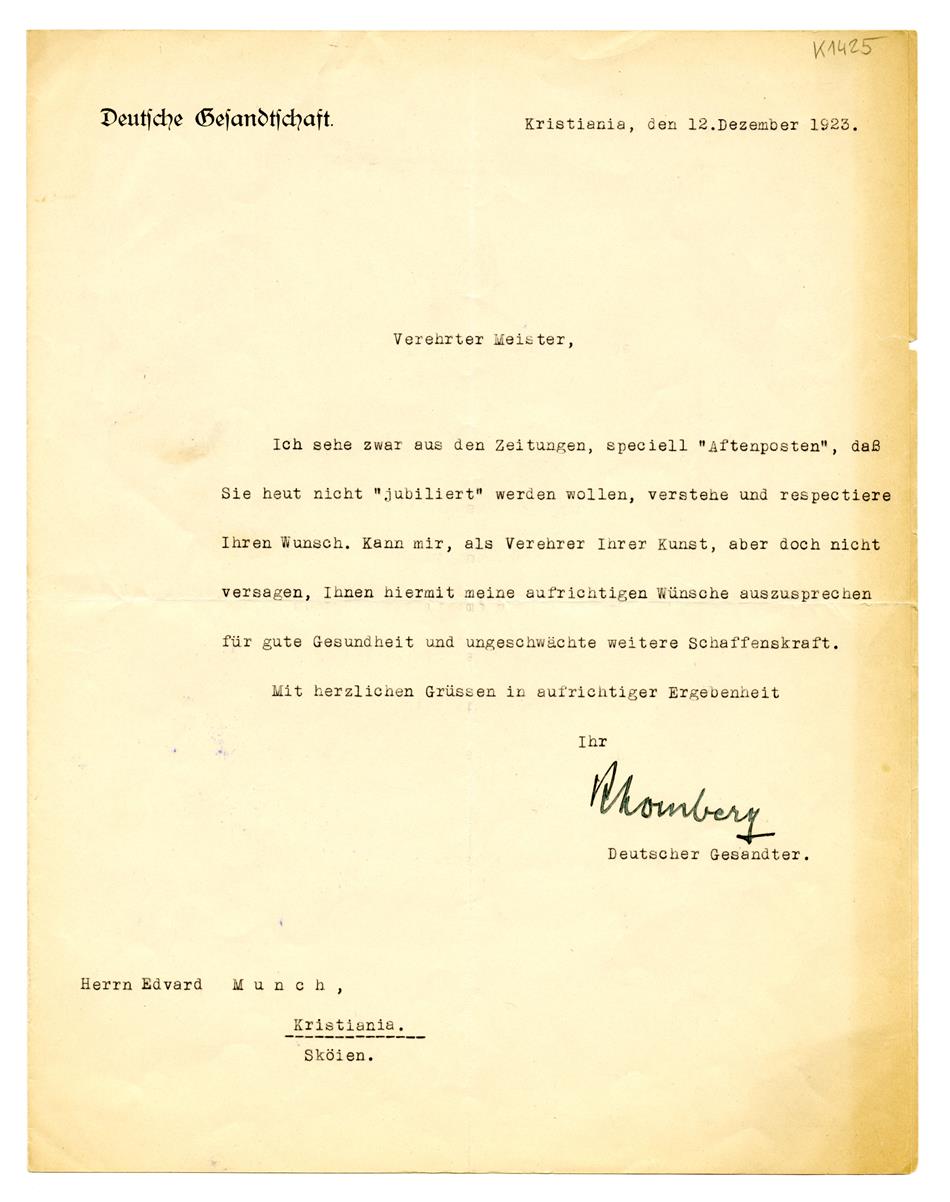 K1425
Deutsche Gesandtschaft.
Kristiania, den 12.Dezember 1923.
Verehrter Meister,
Ich sehe zwar aus den Zeitungen, speciell "Aftenposten", daß
Sie heut nicht "jubiliert" werden wollen, verstehe und respectiere
Ihren Wunsch. Kann mir, als Verehrer Ihrer Kunst, aber doch nicht
versagen, Ihnen hiermit meine aufrichtigen Wünsche auszusprechen
für gute Gesundheit und ungeschwächte weitere Schaffenskraft.
Mit herzlichen Grüssen in aufrichtiger Ergebenheit
Ihr
Rhomberg
Deutscher Gesandter.
Herrn Edvard M u n c h ,
Kristiania.
Sköien.